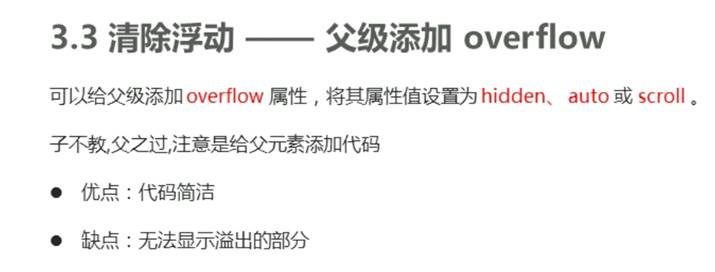 3.3 清除浮动 —— 父级添加 overflow
可以给父级添加 overflow 属性，将其属性值设置为 hidden、 auto 或 scroll 。
子不教,父之过,注意是给父元素添加代码
● 优点：代码简洁
● 缺点：无法显示溢出的部分